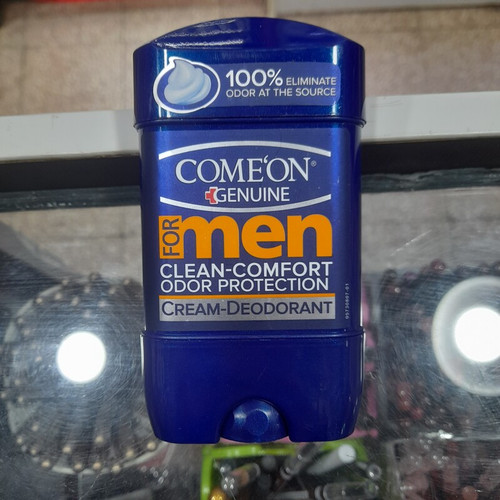 100% ELIMINATE
ODOR AT THE SOURCE
COME'ON®
GENUINE
FOR men
CLEAN-COMFORT
ODOR PROTECTION
CREAM-DEODORANT